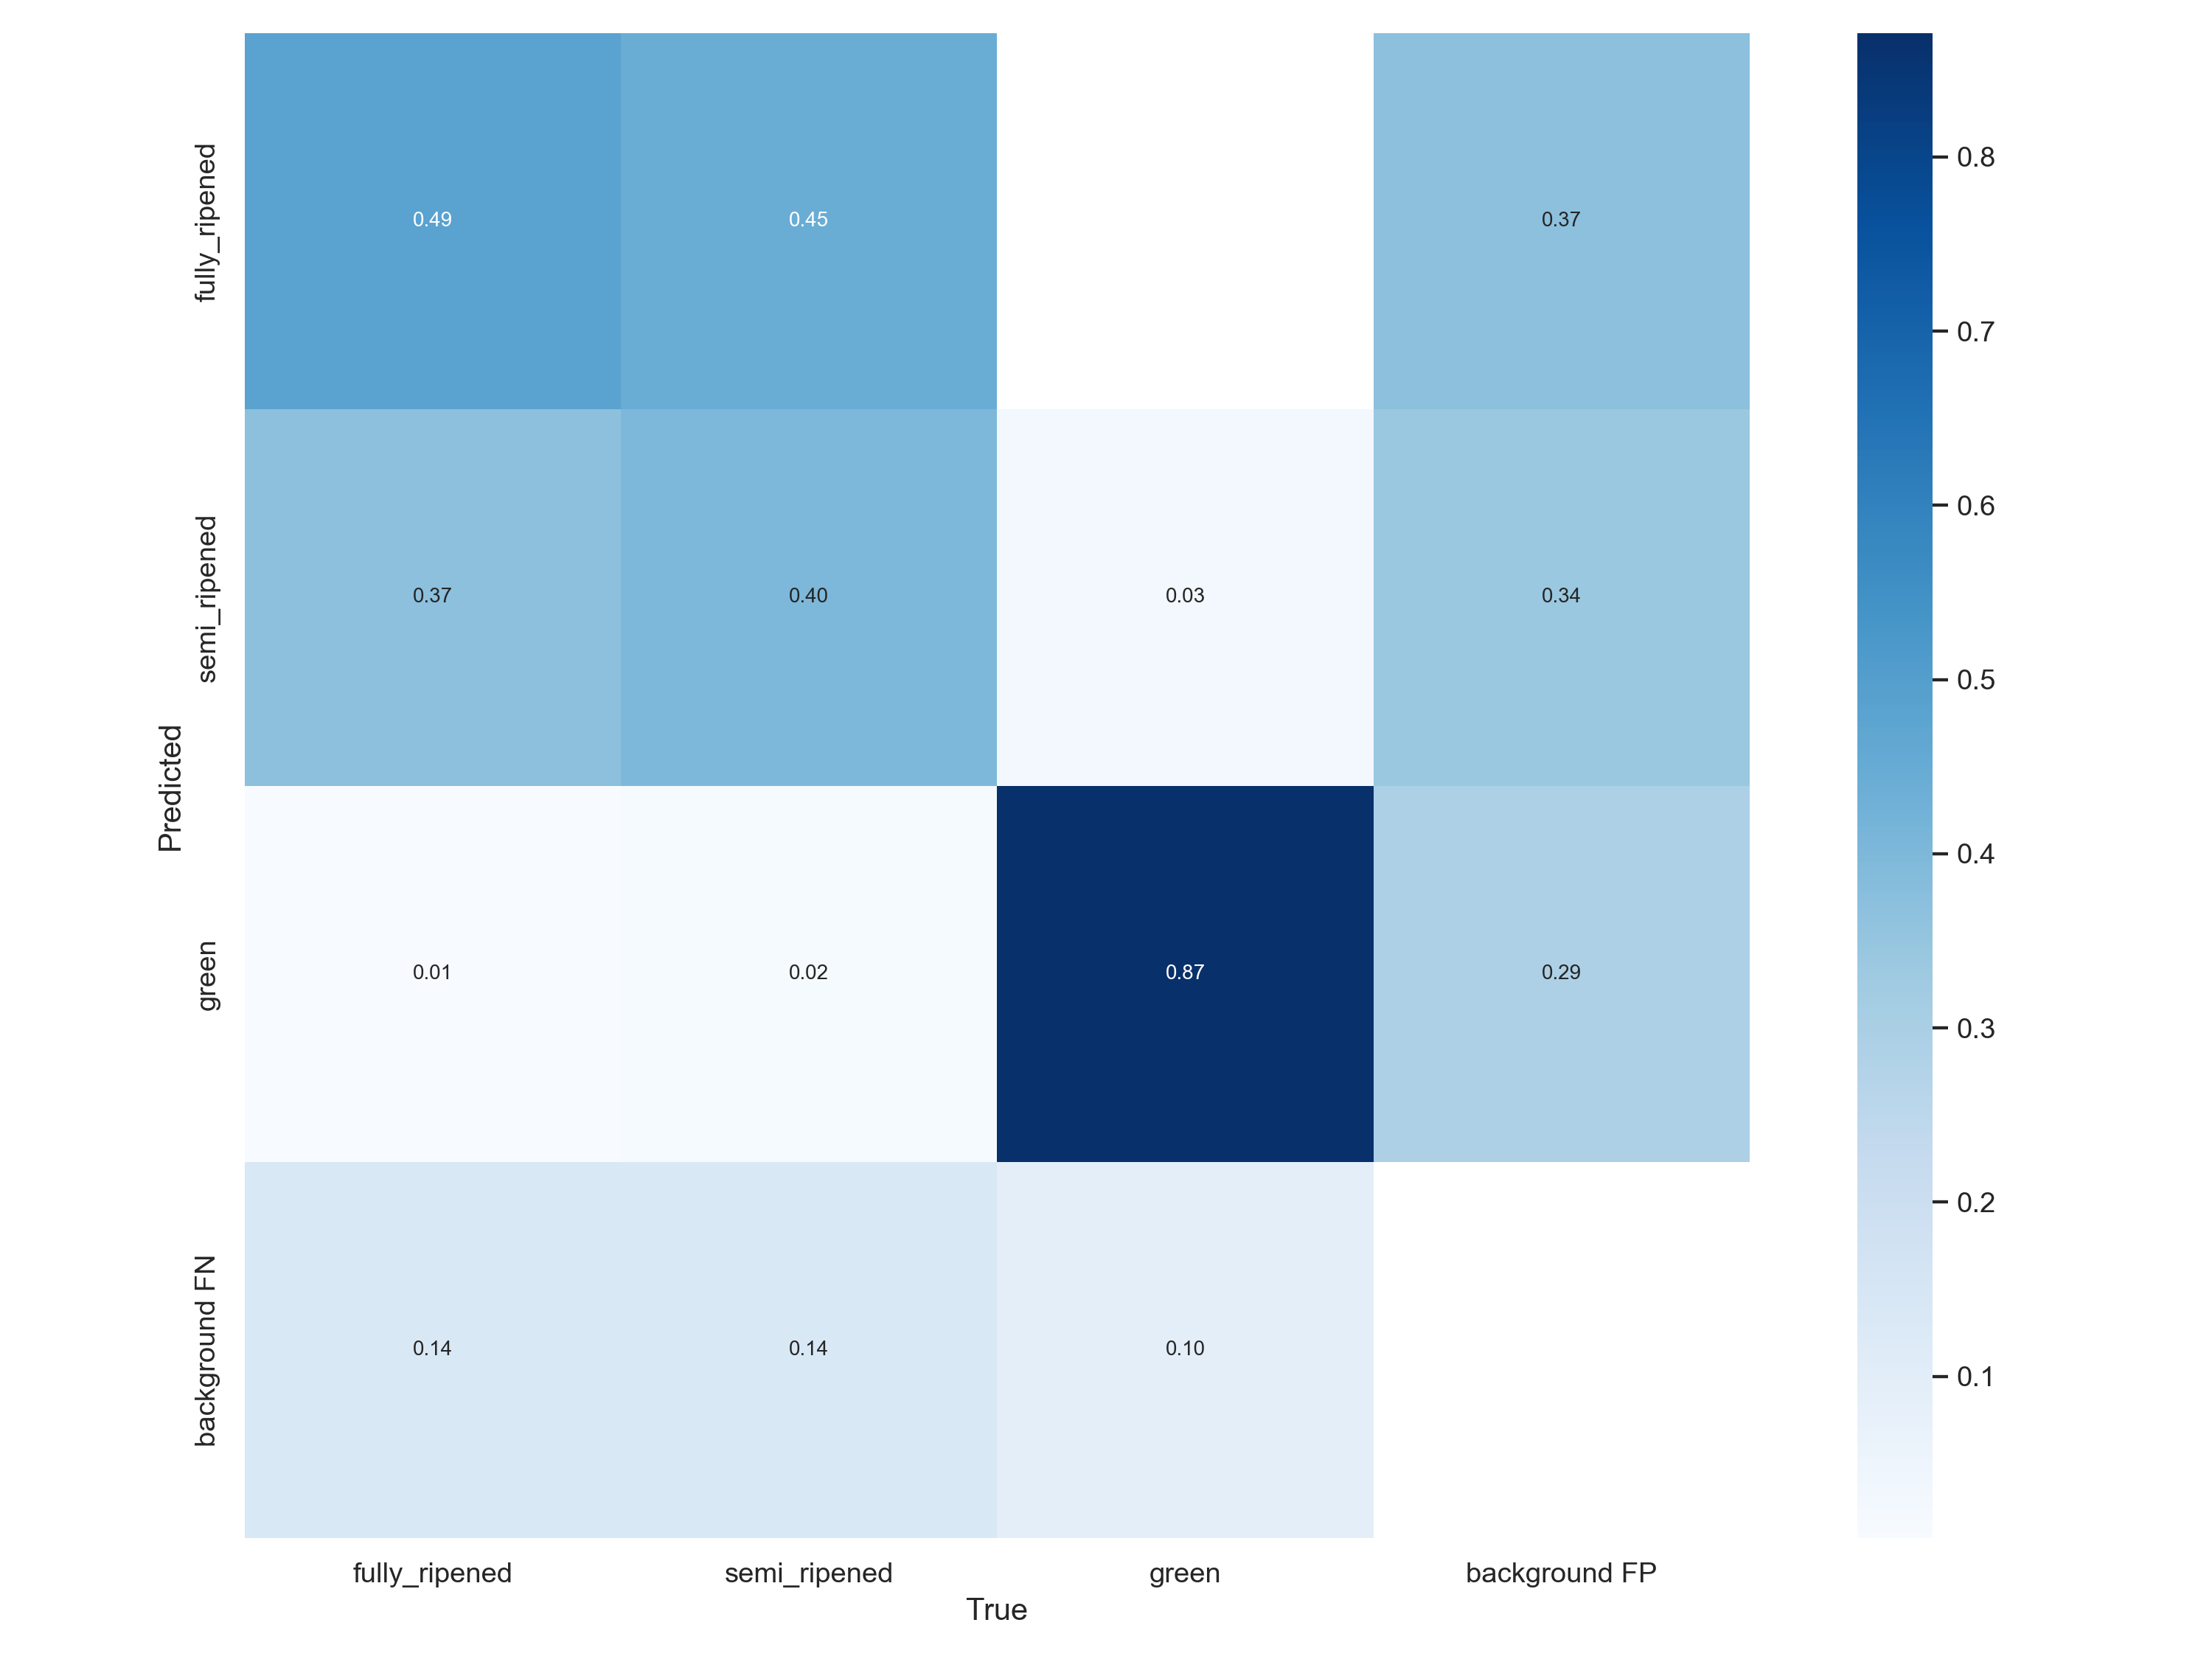 fully_ripened
0.49 0.45 0.37
semi_ripened
0.37 0.40 0.03 0.34
green
0.01 0.02 0.87 0.29
background FN
0.14 0.14 0.10
Predicted
fully_ripened semi_ripened green background FP
True
0.8
0.7
0.6
0.5
0.4
0.3
0.2
0.1